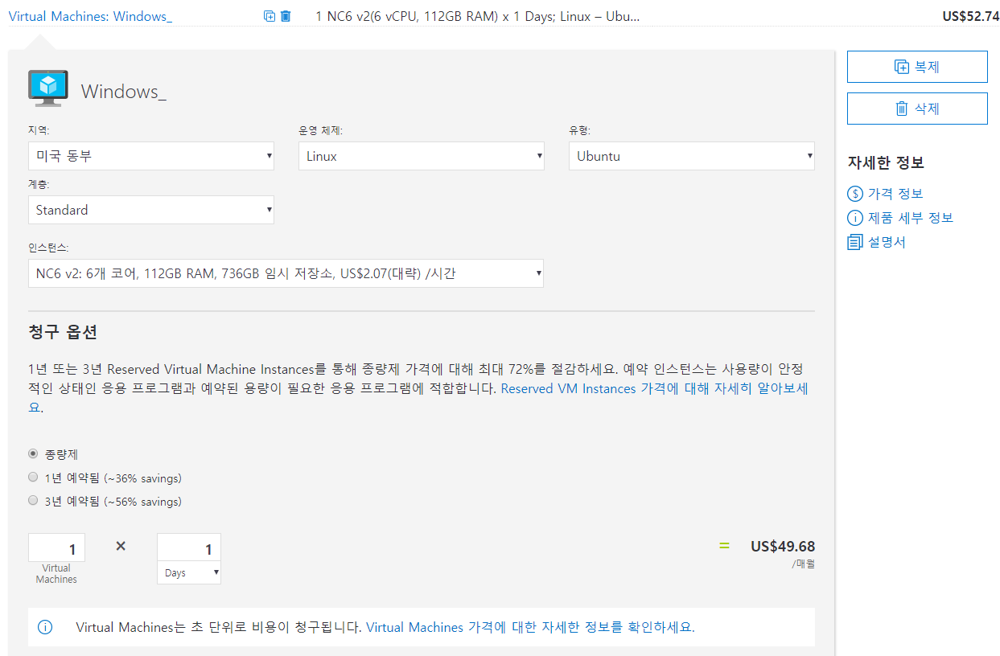 Virtual Machines: Windows_ 1 NC6 v2(6 vCPU, 112GB RAM) x 1 Days; Linux – Ubu... US$52.74
Windows_
복제
삭제
지역: 운영 체제: 유형:
미국 동부 Linux Ubuntu
계층:
Standard
자세한 정보
가격 정보
제품 세부 정보
설명서
인스턴스:
NC6 v2: 6개 코어, 112GB RAM, 736GB 임시 저장소, US$2.07(대략) /시간
청구 옵션
1년 또는 3년 Reserved Virtual Machine Instances를 통해 종량제 가격에 대해 최대 72%를 절감하세요. 예약 인스턴스는 사용량이 안정
적인 상태인 응용 프로그램과 예약된 용량이 필요한 응용 프로그램에 적합합니다. Reserved VM Instances 가격에 대해 자세히 알아보세
요.
종량제
1년 예약됨 (~36% savings)
3년 예약됨 (~56% savings)
1 × 1 = US$49.68
Virtual
Machines
Days
/매월
Virtual Machines는 초 단위로 비용이 청구됩니다. Virtual Machines 가격에 대한 자세한 정보를 확인하세요.